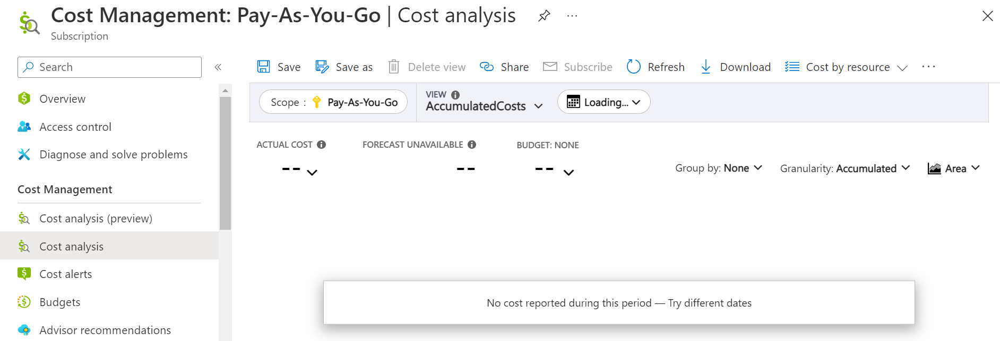 Cost Management: Pay-As-You-Go | Cost analysis
...
Subscription
Search
«
Overview
Access control
Diagnose and solve problems
Cost Management
Cost analysis (preview)
Cost analysis
Cost alerts
Budgets
Advisor recommendations
Save Save as Delete view Share Subscribe Refresh Download Cost by resource ...
Scope : Pay-As-You-Go
VIEW
AccumulatedCosts
Loading...
ACTUAL COST FORECAST UNAVAILABLE BUDGET: NONE
-- -- --
Group by: None Granularity: Accumulated Area
No cost reported during this period — Try different dates